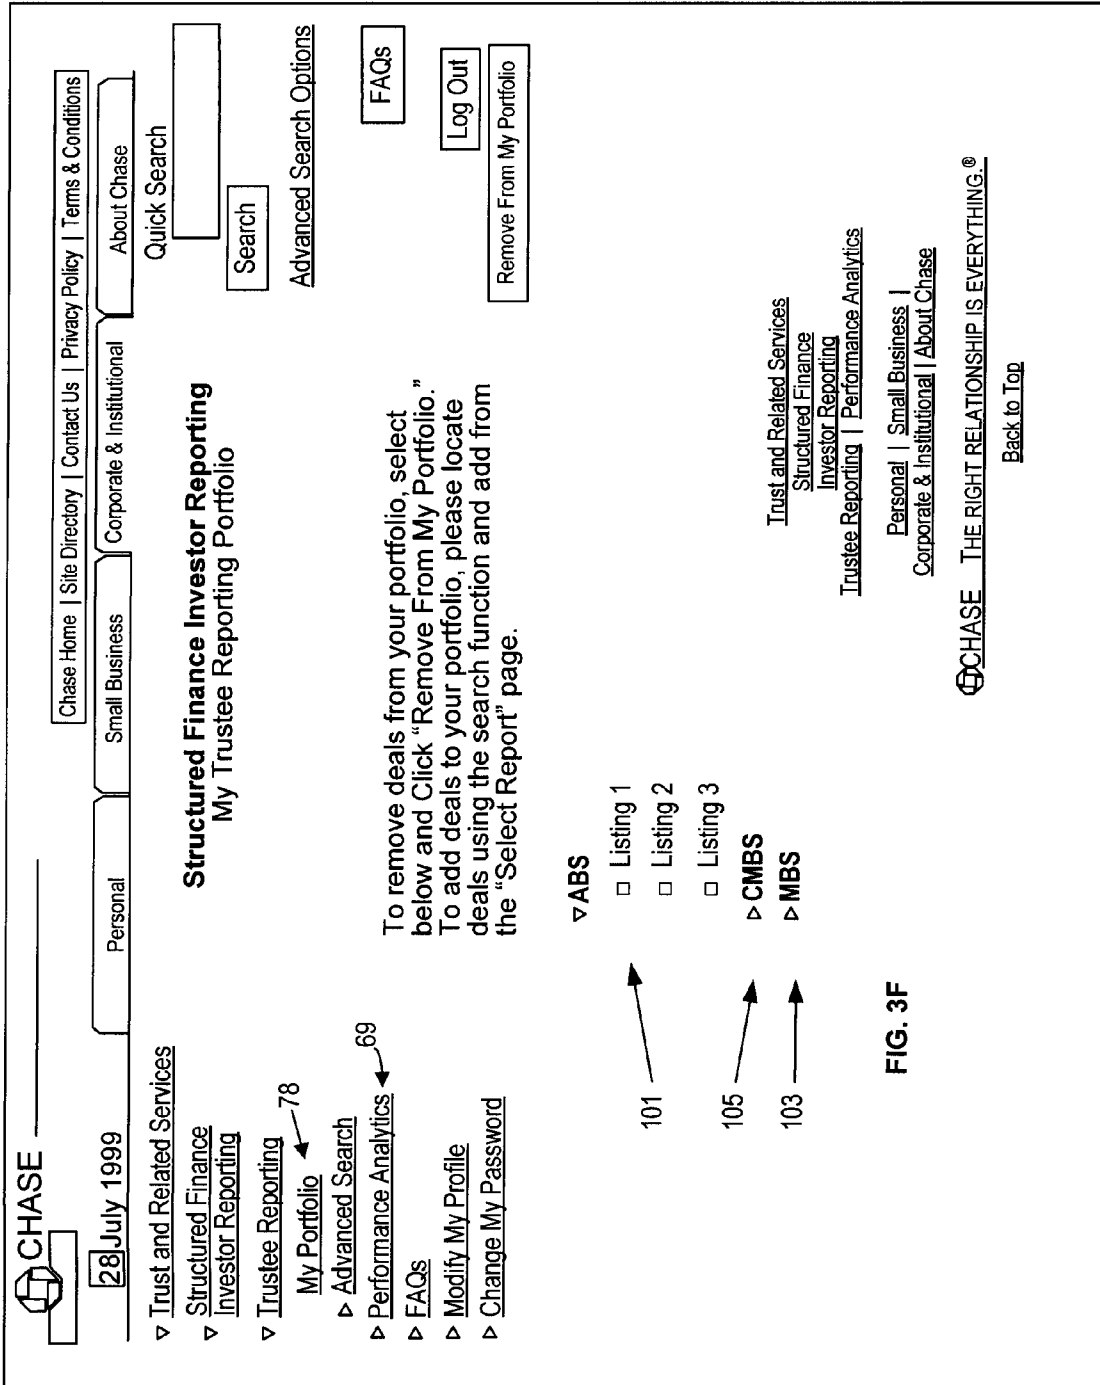 CHASE
28 July 1999
Chase Home | Site Directory | Contact Us | Privacy Policy | Terms & Conditions
Personal
Small Business
Corporate & Institutional
About Chase
▿ Trust and Related Services
▿ Structured Finance
Investor Reporting
▿ Trustee Reporting
My Portfolio
78
▹ Advanced Search
▹ Performance Analytics
69
▹ FAQs
▹ Modify My Profile
▹ Change My Password
Structured Finance Investor Reporting
My Trustee Reporting Portfolio
Quick Search
Search
Advanced Search Options
FAQs
Log Out
Remove From My Portfolio
To remove deals from your portfolio, select
below and Click “Remove From My Portfolio.”
To add deals to your portfolio, please locate
deals using the search function and add from
the “Select Report” page.
▿ ABS
□ Listing 1
□ Listing 2
□ Listing 3
▹ CMBS
▹ MBS
101
105
103
Trust and Related Services
Structured Finance
Investor Reporting
Trustee Reporting | Performance Analytics
Personal | Small Business |
Corporate & Institutional | About Chase
CHASE THE RIGHT RELATIONSHIP IS EVERYTHING.®
Back to Top
FIG. 3F